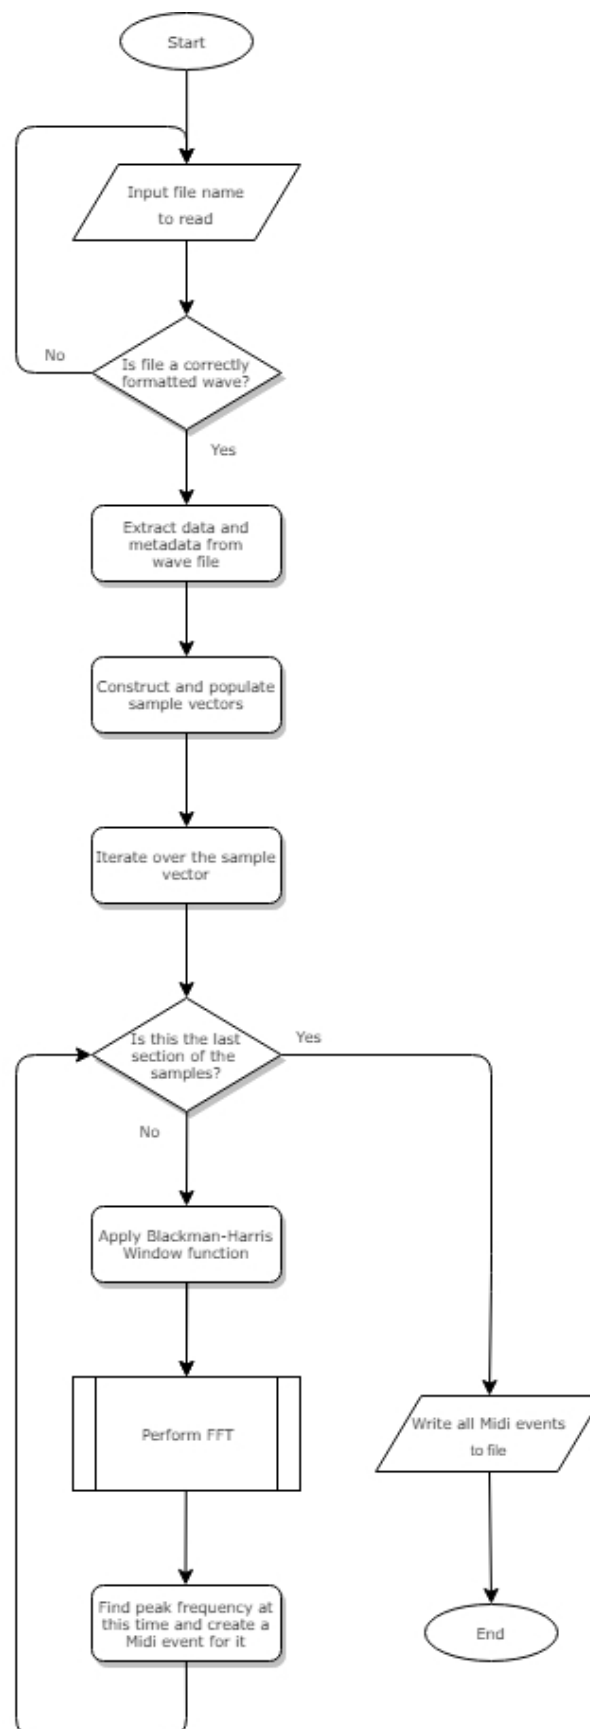 Start
Input file name
to read
Is file a correctly
formatted wave?
No
Yes
Extract data and
metadata from
wave file
Construct and populate
sample vectors
Iterate over the sample
vector
Is this the last
section of the
samples?
Yes
No
Apply Blackman-Harris
Window function
Perform FFT
Write all Midi events
to file
Find peak frequency at
this time and create a
Midi event for it
End